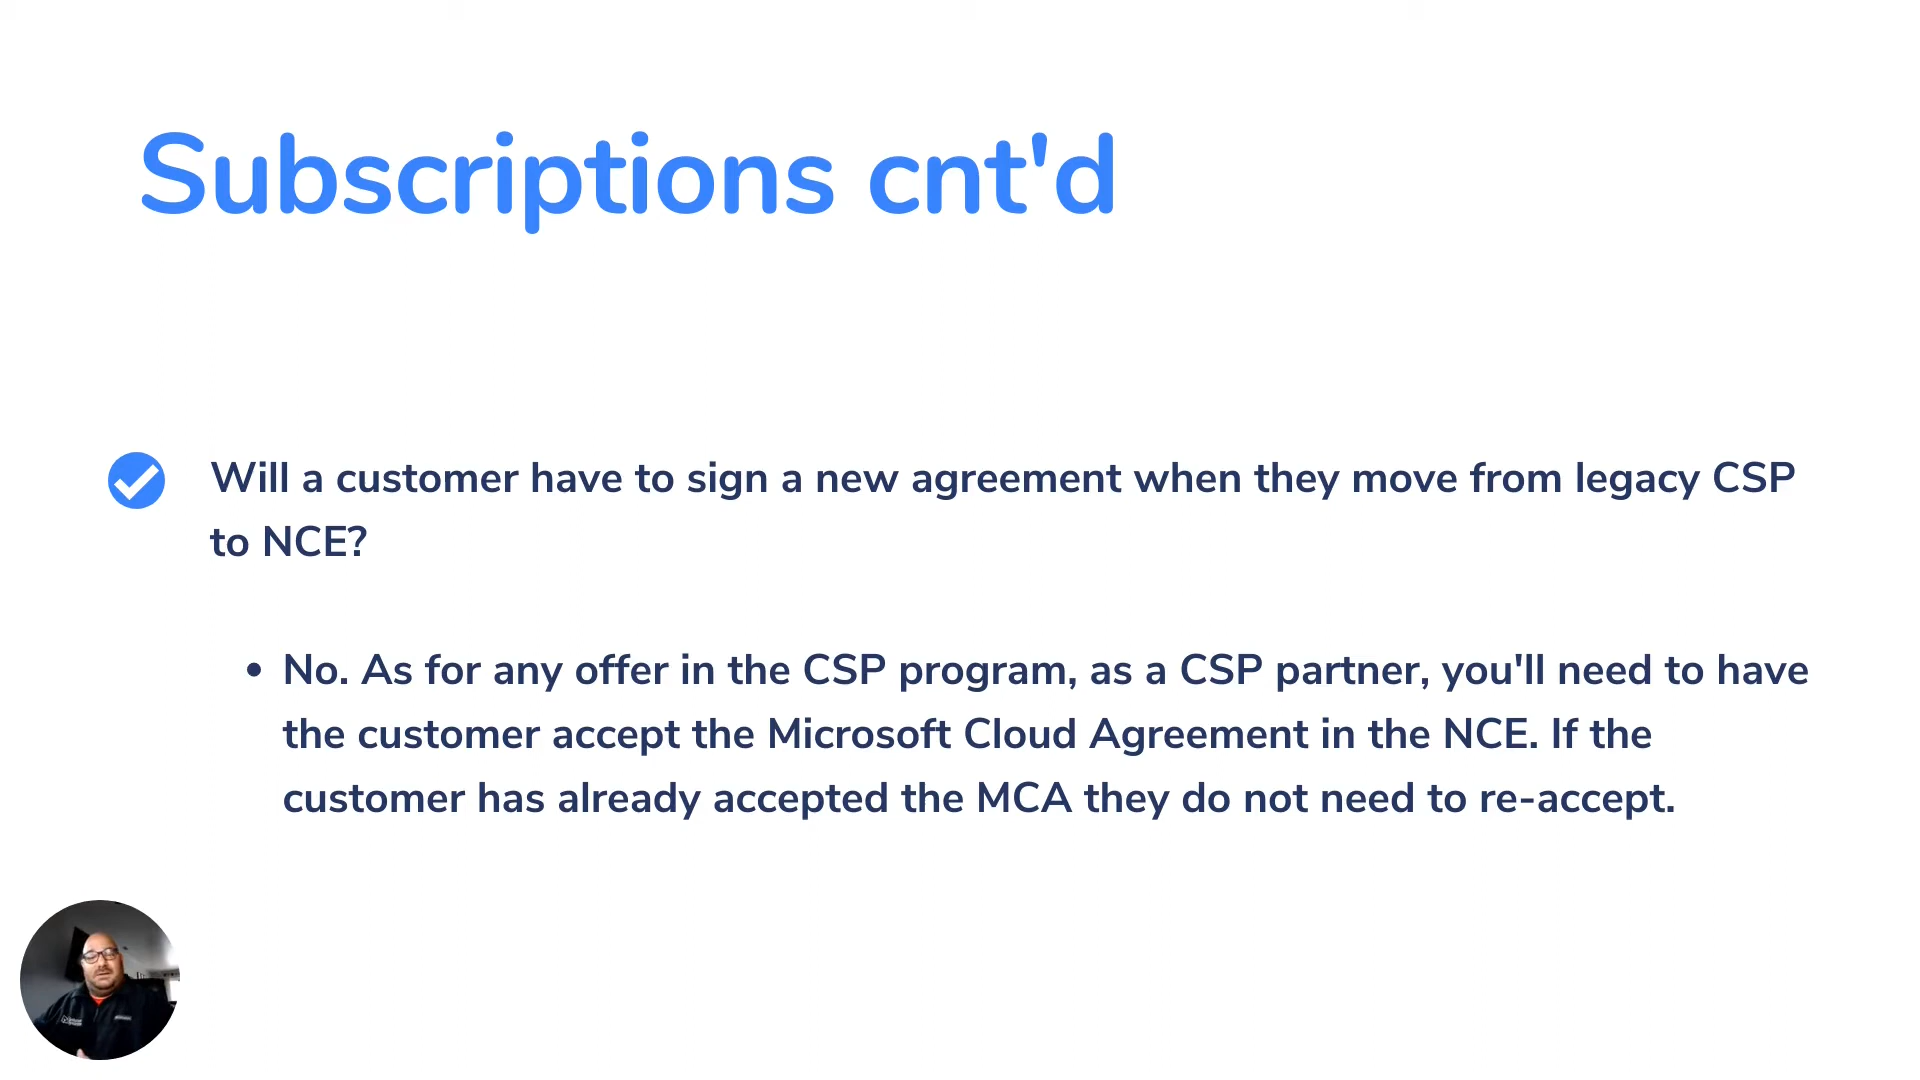 Subscriptions cnt'd
Will a customer have to sign a new agreement when they move from legacy CSP
to NCE?
No. As for any offer in the CSP program, as a CSP partner, you'll need to have
the customer accept the Microsoft Cloud Agreement in the NCE. If the
customer has already accepted the MCA they do not need to re-accept.